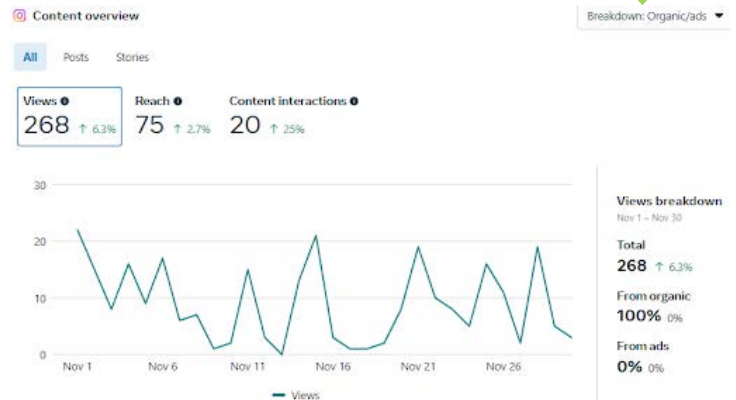 Content overview
Breakdown: Organic/ads
All Posts Stories
Views Reach Content interactions
268 ↑ 6.3% 75 ↑ 2.7% 20 ↑ 25%
30
20
10
0
Nov 1 Nov 6 Nov 11 Nov 16 Nov 21 Nov 26
Views
Views breakdown
Nov 1 – Nov 30
Total
268 ↑ 6.3%
From organic
100% 0%
From ads
0% 0%